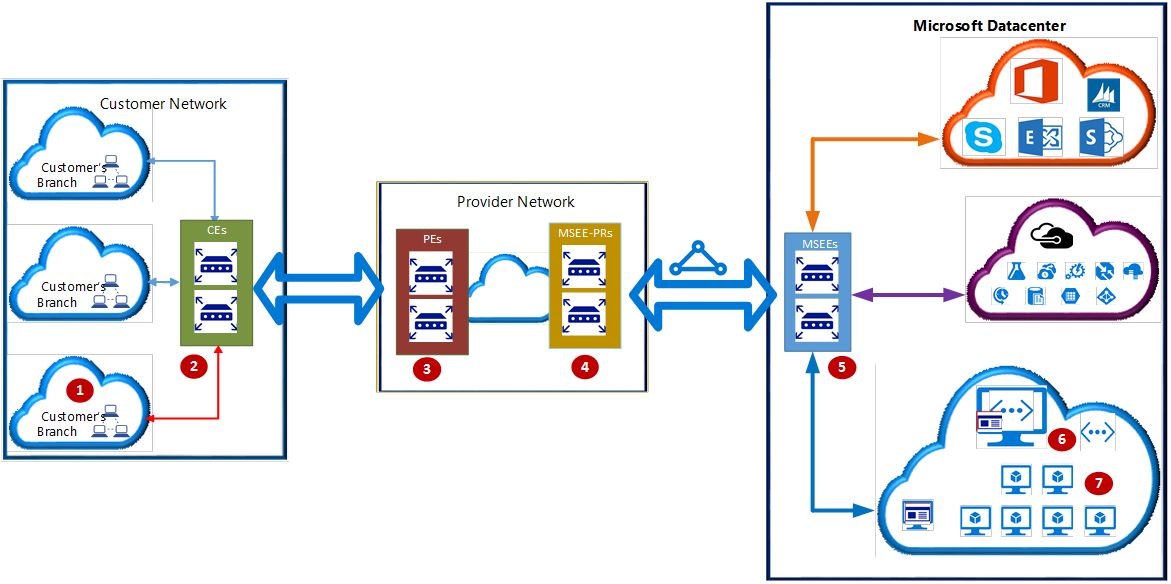 Microsoft Datacenter
CRM
S
E
S
Customer Network
Customer's
Branch
Customer's
Branch
1
Customer's
Branch
CEs
2
Provider Network
PEs
3
MSEE-PRs
4
MSEEs
5
6
7